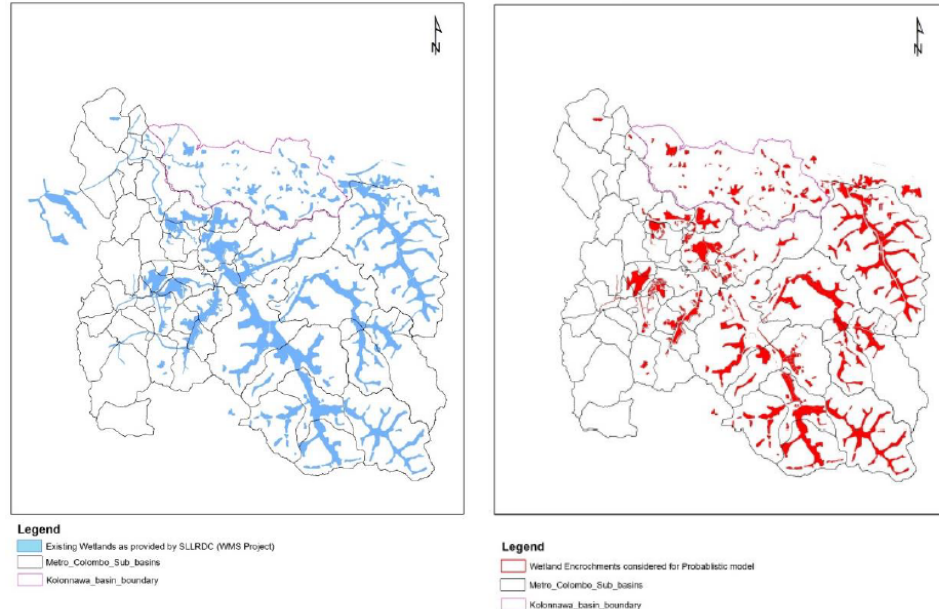 N
N
Legend
Existing Wetlands as provided by SLLRDC (WMS Project)
Metro_Colombo_Sub_basins
Kolonnawa_basin_boundary
Legend
Wetland Encrochments considered for Probablistic model
Metro_Colombo_Sub_basins
Kolonnawa_basin_boundary